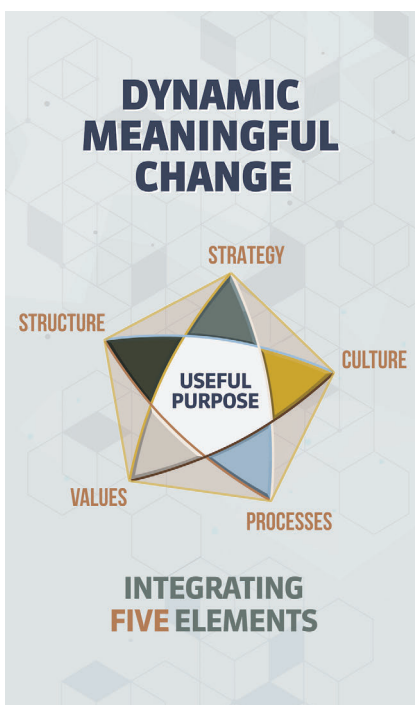 DYNAMIC
MEANINGFUL
CHANGE
STRATEGY
STRUCTURE
CULTURE
USEFUL
PURPOSE
VALUES
PROCESSES
INTEGRATING
FIVE ELEMENTS